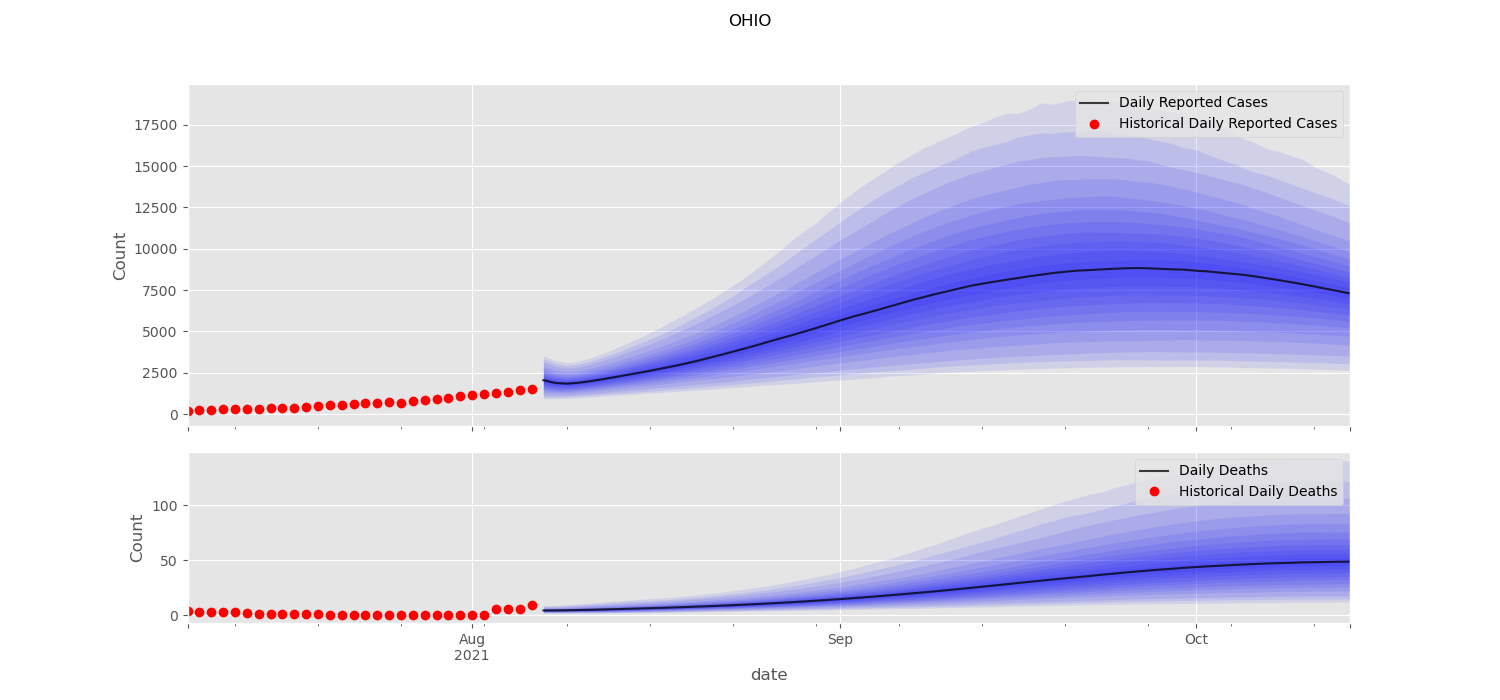 OHIO
Daily Reported Cases
Historical Daily Reported Cases
17500
15000
12500
10000
7500
5000
2500
0
Count
Daily Deaths
Historical Daily Deaths
100
50
0
Count
Aug
2021
Sep
Oct
date